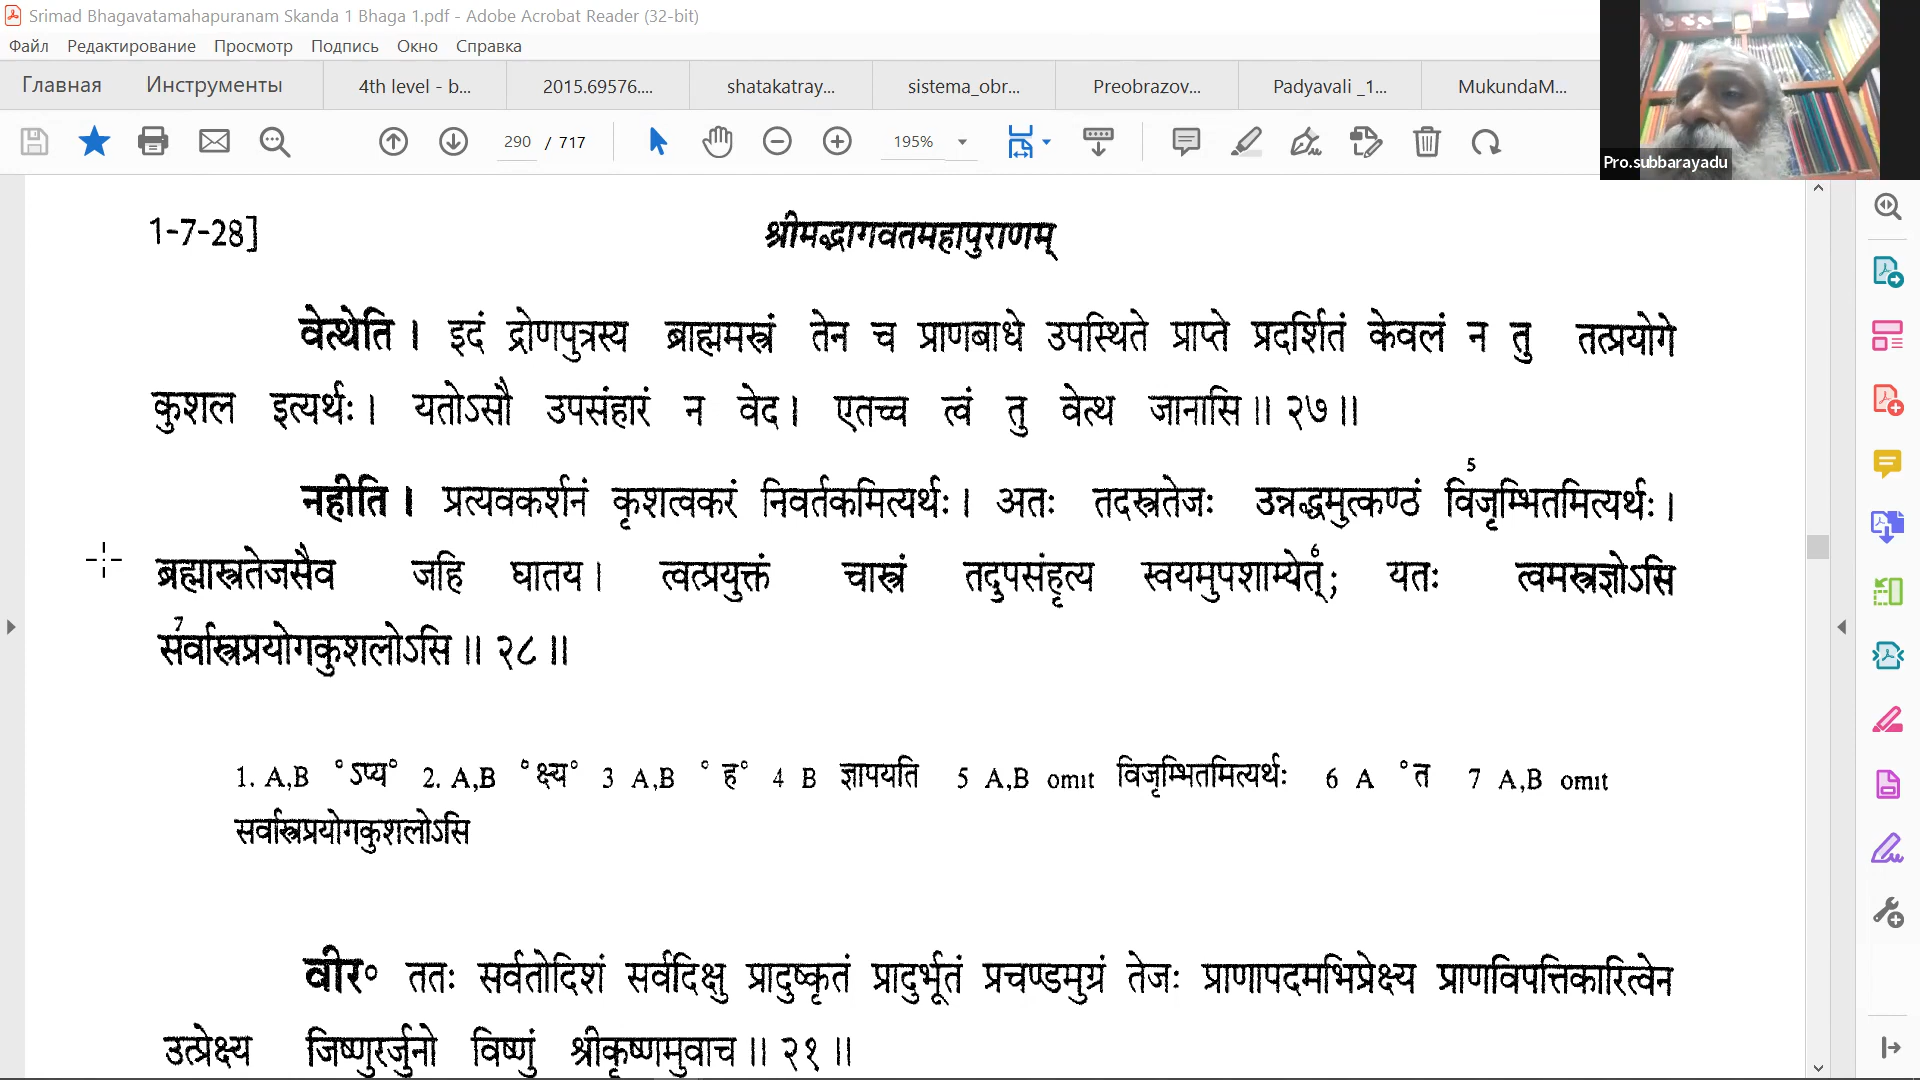 Srimad Bhagavatamahapuranam Skanda 1 Bhaga 1.pdf - Adobe Acrobat Reader (32-bit)
Файл Редактирование Просмотр Подпись Окно Справка
Главная Инструменты 4th level - b... 2015.69576.... shatakatray... sistema_obr... Preobrazov... Padyavali _1... MukundaM...
290 / 717 195%
Pro.subbarayadu
1-7-28] श्रीमद्भागवतमहापुराणम्
वेत्थेति । इदं द्रोणपुत्रस्य ब्राह्ममस्त्रं तेन च प्राणबाधे उपस्थिते प्राप्ते प्रदर्शितं केवलं न तु तत्प्रयोगे
कुशल इत्यर्थः । यतोऽसौ उपसंहारं न वेद । एतच्च त्वं तु वेत्थ जानासि ॥ २७ ॥
नहीति । प्रत्यवकर्शनं कृशत्वकरं निवर्तकमित्यर्थः । अतः तदस्त्रतेजः उन्नद्धमुत्कण्ठं 5विजृम्भितमित्यर्थः ।
ब्रह्मास्त्रतेजसैव जहि घातय । त्वत्प्रयुक्तं चास्त्रं तदुपसंहृत्य स्वयमुपशाम्येत्6; यतः त्वमस्त्रज्ञोऽसि
7सर्वास्त्रप्रयोगकुशलोऽसि ॥ २८ ॥
1. A,B °ऽप्य° 2. A,B °क्ष्य° 3 A,B °ह° 4 B ज्ञापयति 5 A,B omit विजृम्भितमित्यर्थः 6 A °त 7 A,B omit
सर्वास्त्रप्रयोगकुशलोऽसि
वीर० ततः सर्वतोदिशं सर्वदिक्षु प्रादुष्कृतं प्रादुर्भूतं प्रचण्डमुग्रं तेजः प्राणापदमभिप्रेक्ष्य प्राणविपत्तिकारित्वेन
उत्प्रेक्ष्य जिष्णुरर्जुनो विष्णुं श्रीकृष्णमुवाच ॥ २१ ॥